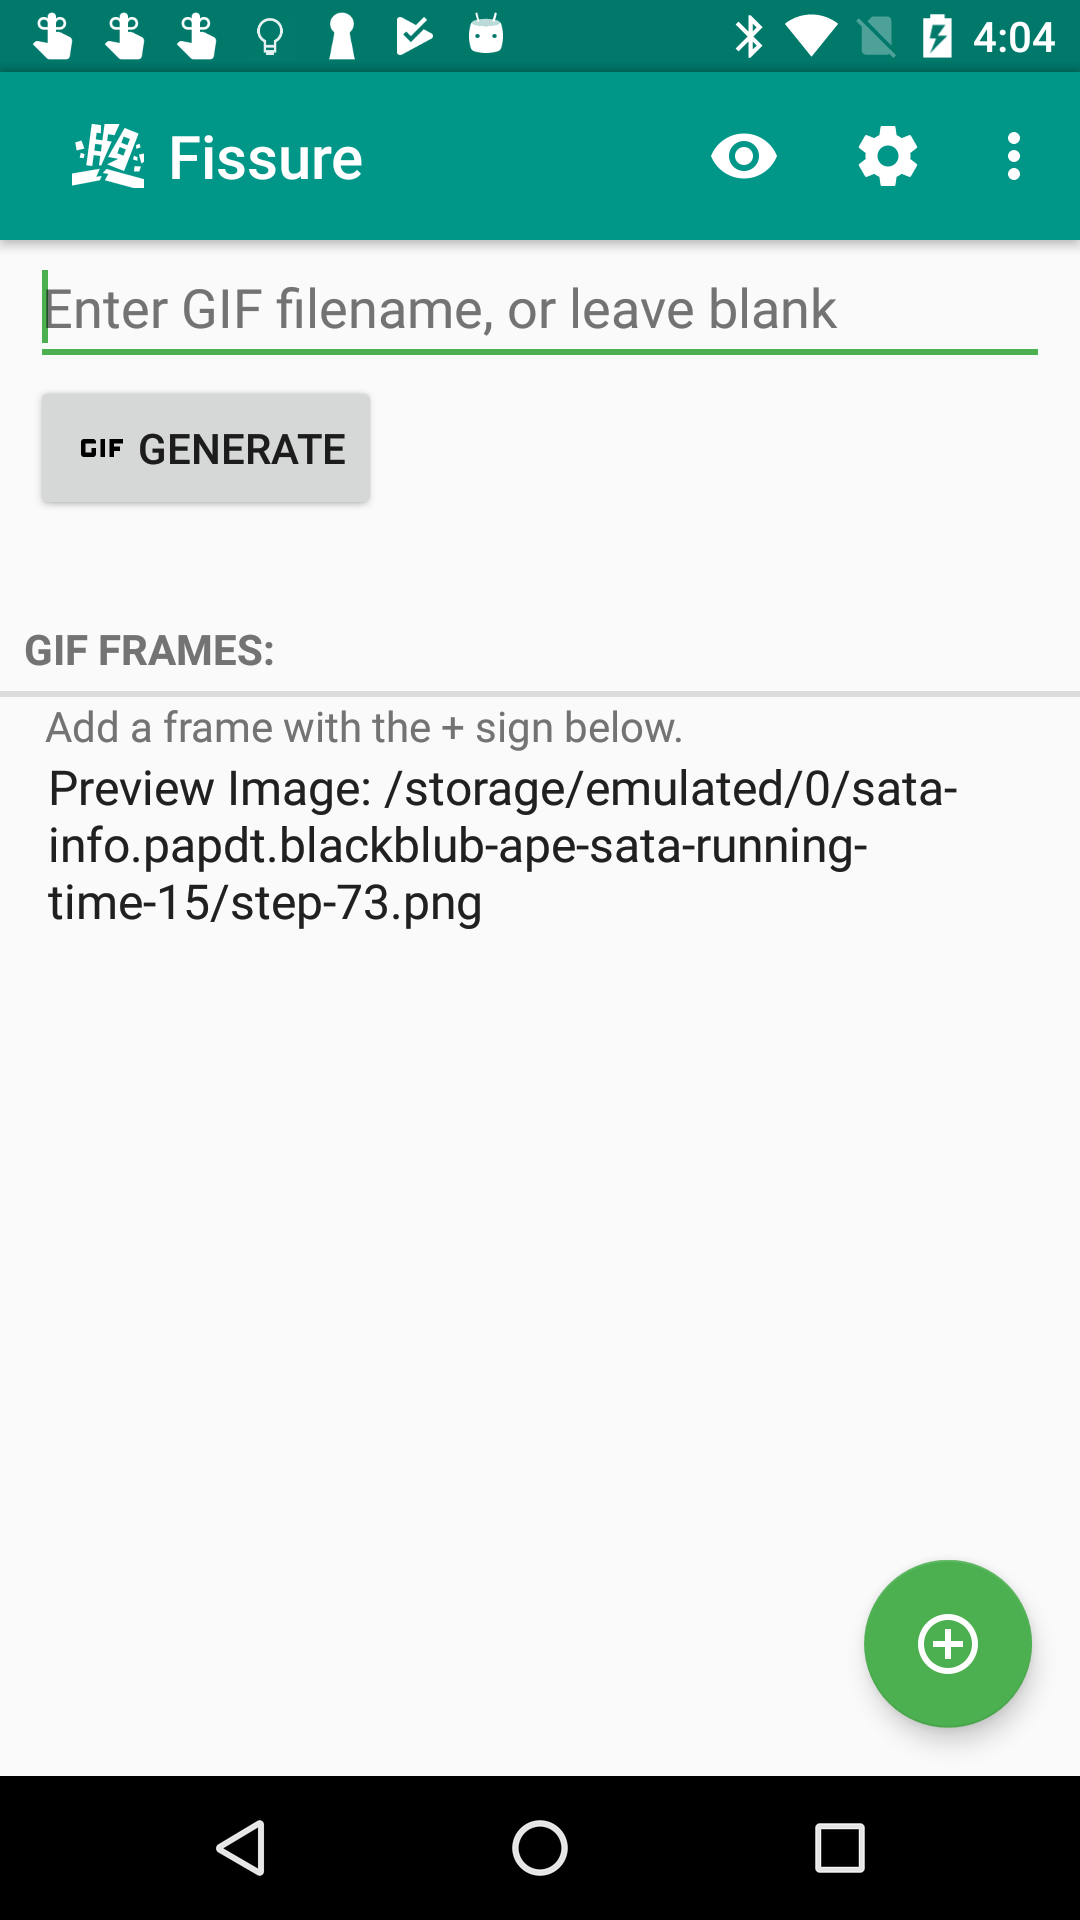 4:04
Fissure
Enter GIF filename, or leave blank
GIF GENERATE
GIF FRAMES:
Add a frame with the + sign below.
Preview Image: /storage/emulated/0/sata-
info.papdt.blackblub-ape-sata-running-
time-15/step-73.png